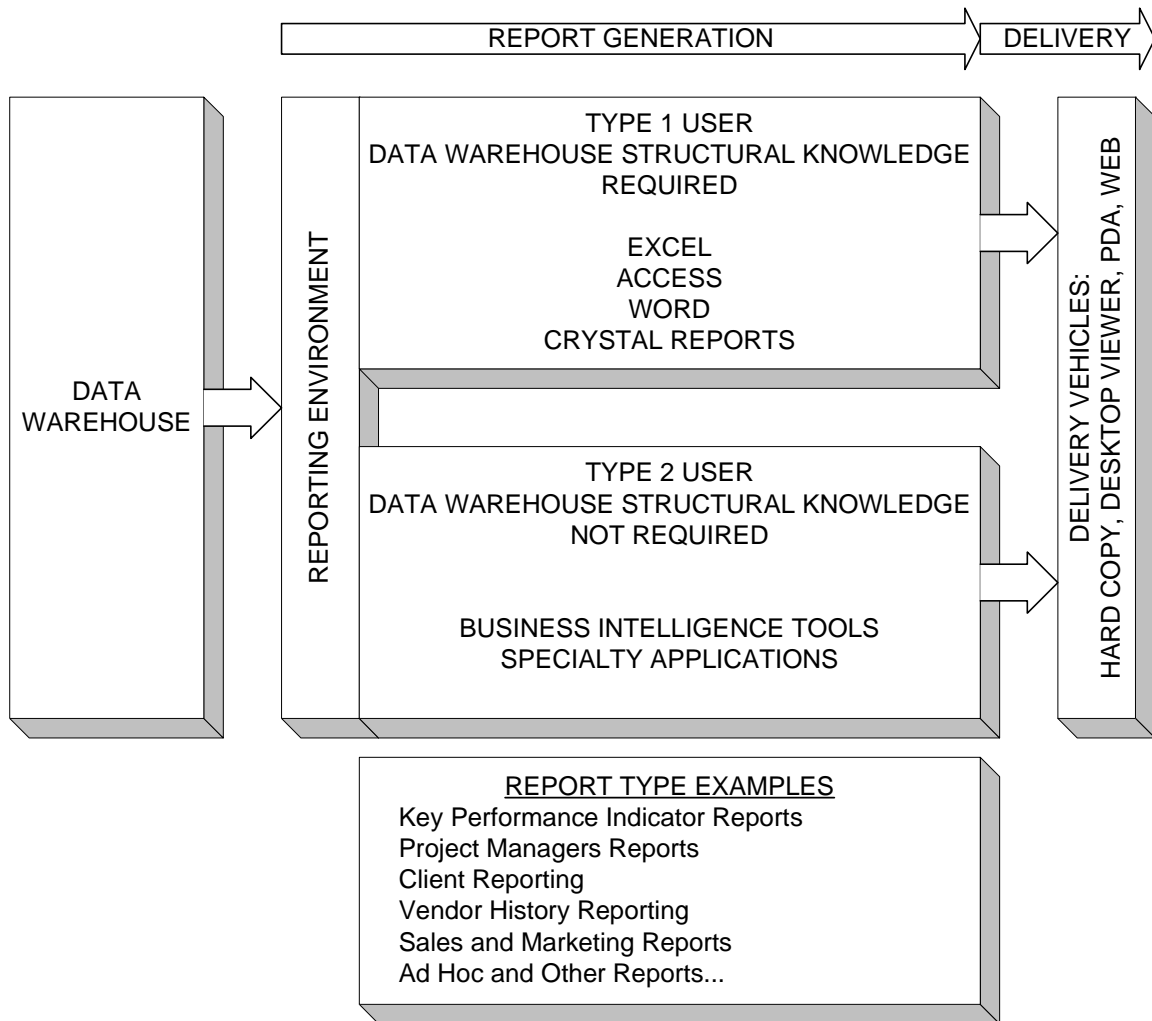 REPORT GENERATION
DELIVERY
DATA
WAREHOUSE
REPORTING ENVIRONMENT
TYPE 1 USER
DATA WAREHOUSE STRUCTURAL KNOWLEDGE
REQUIRED
EXCEL
ACCESS
WORD
CRYSTAL REPORTS
TYPE 2 USER
DATA WAREHOUSE STRUCTURAL KNOWLEDGE
NOT REQUIRED
BUSINESS INTELLIGENCE TOOLS
SPECIALTY APPLICATIONS
DELIVERY VEHICLES:
HARD COPY, DESKTOP VIEWER, PDA, WEB
REPORT TYPE EXAMPLES
Key Performance Indicator Reports
Project Managers Reports
Client Reporting
Vendor History Reporting
Sales and Marketing Reports
Ad Hoc and Other Reports...